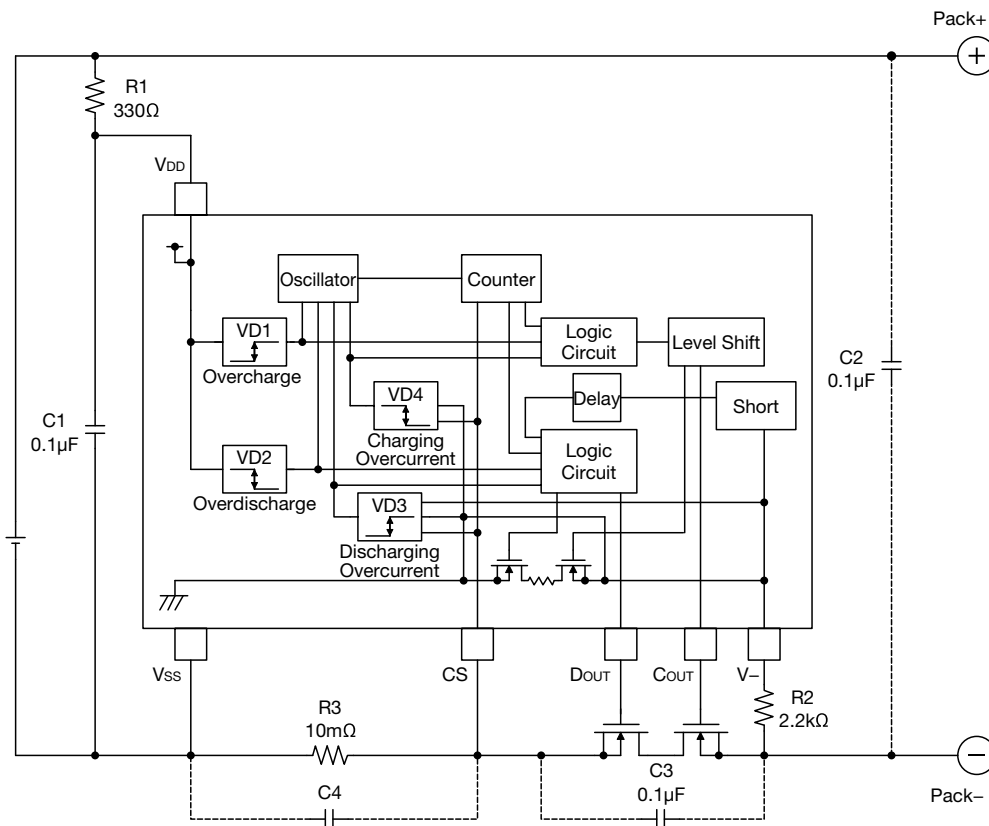 Pack+
R1
330Ω
VDD
Oscillator
Counter
VD1
Overcharge
Logic
Circuit
Level Shift
C2
0.1µF
C1
0.1µF
VD4
Charging
Overcurrent
Delay
Short
VD2
Overdischarge
Logic
Circuit
VD3
Discharging
Overcurrent
VSS
CS
DOUT
COUT
V−
R2
2.2kΩ
R3
10mΩ
C4
C3
0.1µF
Pack−